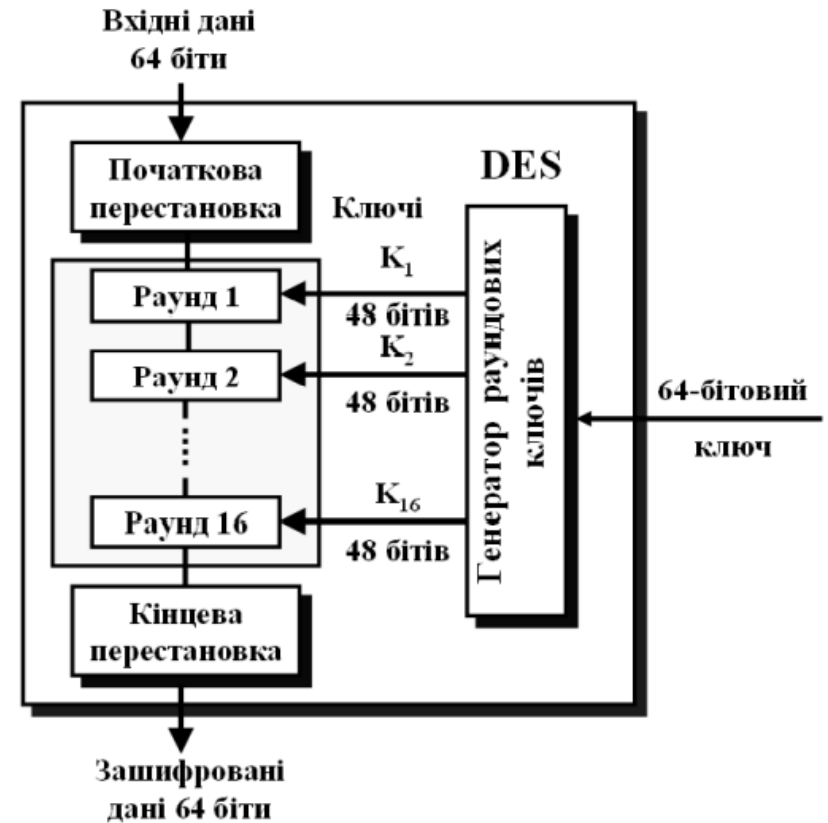 Вхідні дані
64 біти
DES
Початкова
перестановка
Ключі
K₁
Раунд 1
48 бітів
K₂
Раунд 2
48 бітів
Генератор раундових
ключів
64-бітовий
ключ
K₁₆
Раунд 16
48 бітів
Кінцева
перестановка
Зашифровані
дані 64 біти